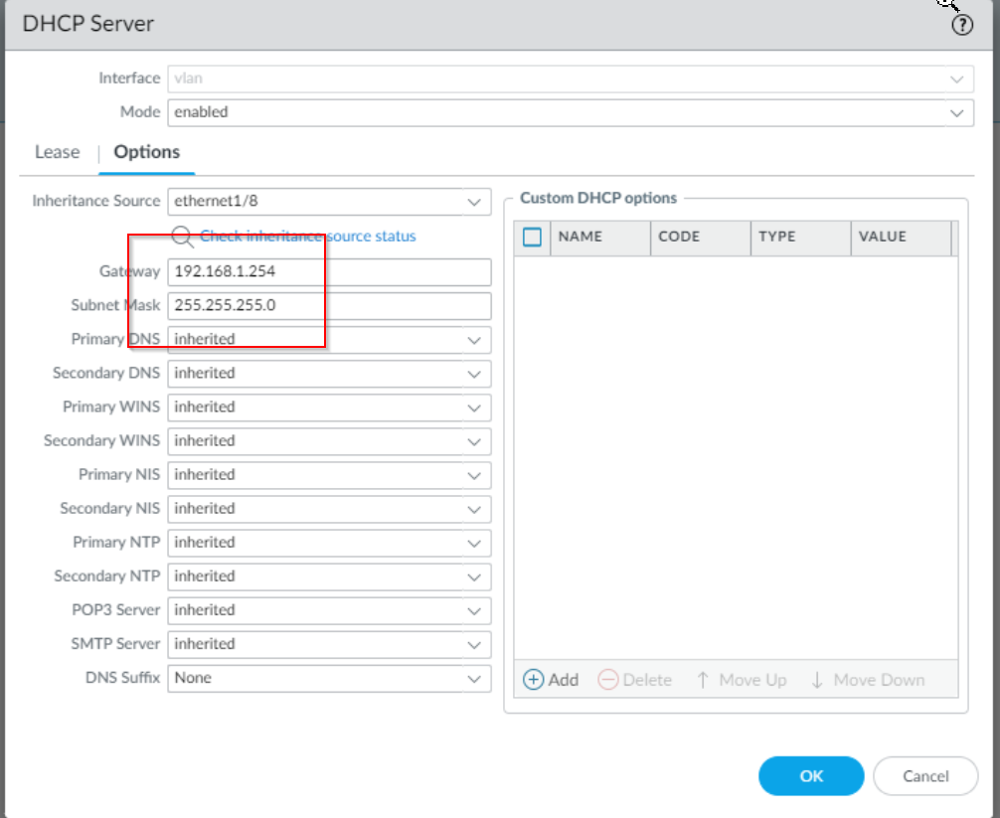 DHCP Server
Interface vlan
Mode enabled
Lease Options
Inheritance Source ethernet1/8
Check inheritance source status
Gateway 192.168.1.254
Subnet Mask 255.255.255.0
Primary DNS inherited
Secondary DNS inherited
Primary WINS inherited
Secondary WINS inherited
Primary NIS inherited
Secondary NIS inherited
Primary NTP inherited
Secondary NTP inherited
POP3 Server inherited
SMTP Server inherited
DNS Suffix None
Custom DHCP options
NAME CODE TYPE VALUE
Add Delete Move Up Move Down
OK Cancel